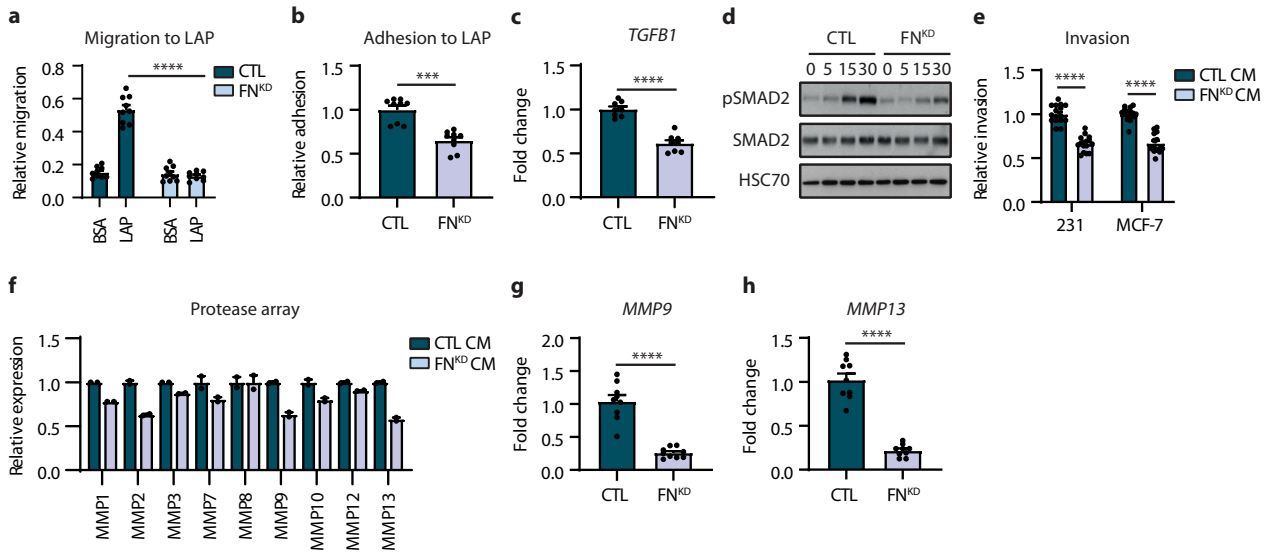 a
Migration to LAP
Relative migration
0.8
0.6
0.4
0.2
0.0
****
CTL
FNᴷᴰ
BSA
LAP
BSA
LAP
b
Adhesion to LAP
Relative adhesion
1.5
1.0
0.5
0.0
***
CTL
FNᴷᴰ
c
TGFB1
Fold change
1.5
1.0
0.5
0.0
****
CTL
FNᴷᴰ
d
CTL FNᴷᴰ
0 5 15 30 0 5 15 30
pSMAD2
SMAD2
HSC70
e
Invasion
Relative invasion
1.5
1.0
0.5
0.0
**** ****
CTL CM
FNᴷᴰ CM
231 MCF-7
f
Protease array
Relative expression
1.5
1.0
0.5
0.0
CTL CM
FNᴷᴰ CM
MMP1
MMP2
MMP3
MMP7
MMP8
MMP9
MMP10
MMP12
MMP13
g
MMP9
Fold change
2.0
1.5
1.0
0.5
0.0
****
CTL
FNᴷᴰ
h
MMP13
Fold change
1.5
1.0
0.5
0.0
****
CTL
FNᴷᴰ